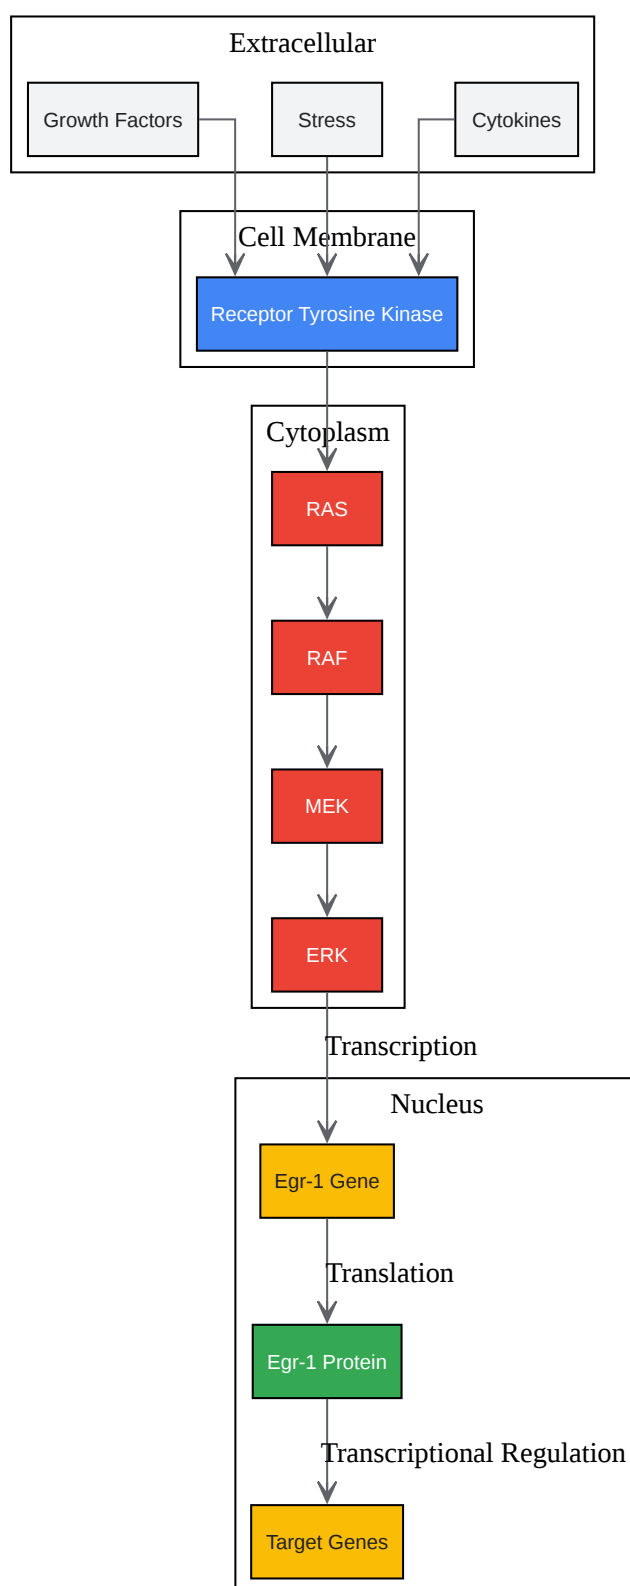 Extracellular
Growth Factors
Stress
Cytokines
Cell Membrane
Receptor Tyrosine Kinase
Cytoplasm
RAS
RAF
MEK
ERK
Transcription
Nucleus
Egr-1 Gene
Translation
Egr-1 Protein
Transcriptional Regulation
Target Genes